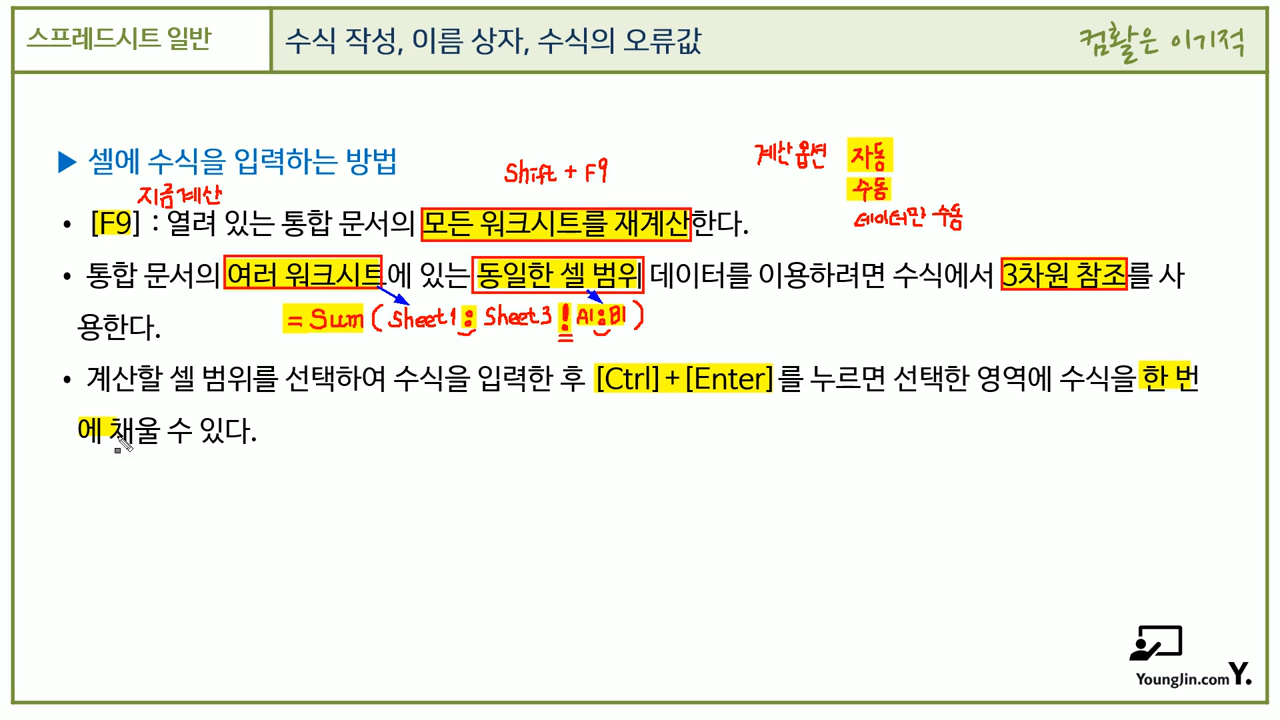 스프레드시트 일반
수식 작성, 이름 상자, 수식의 오류값
컴활은 이기적
▶ 셀에 수식을 입력하는 방법
Shift + F9
계산옵션 자동
수동
데이터만 수동
지금계산
• [F9] : 열려 있는 통합 문서의 모든 워크시트를 재계산한다.
• 통합 문서의 여러 워크시트에 있는 동일한 셀 범위 데이터를 이용하려면 수식에서 3차원 참조를 사
용한다.
=Sum(Sheet1:Sheet3!A1:B1)
• 계산할 셀 범위를 선택하여 수식을 입력한 후 [Ctrl]+[Enter]를 누르면 선택한 영역에 수식을 한 번
에 채울 수 있다.
YoungJin.com Y.